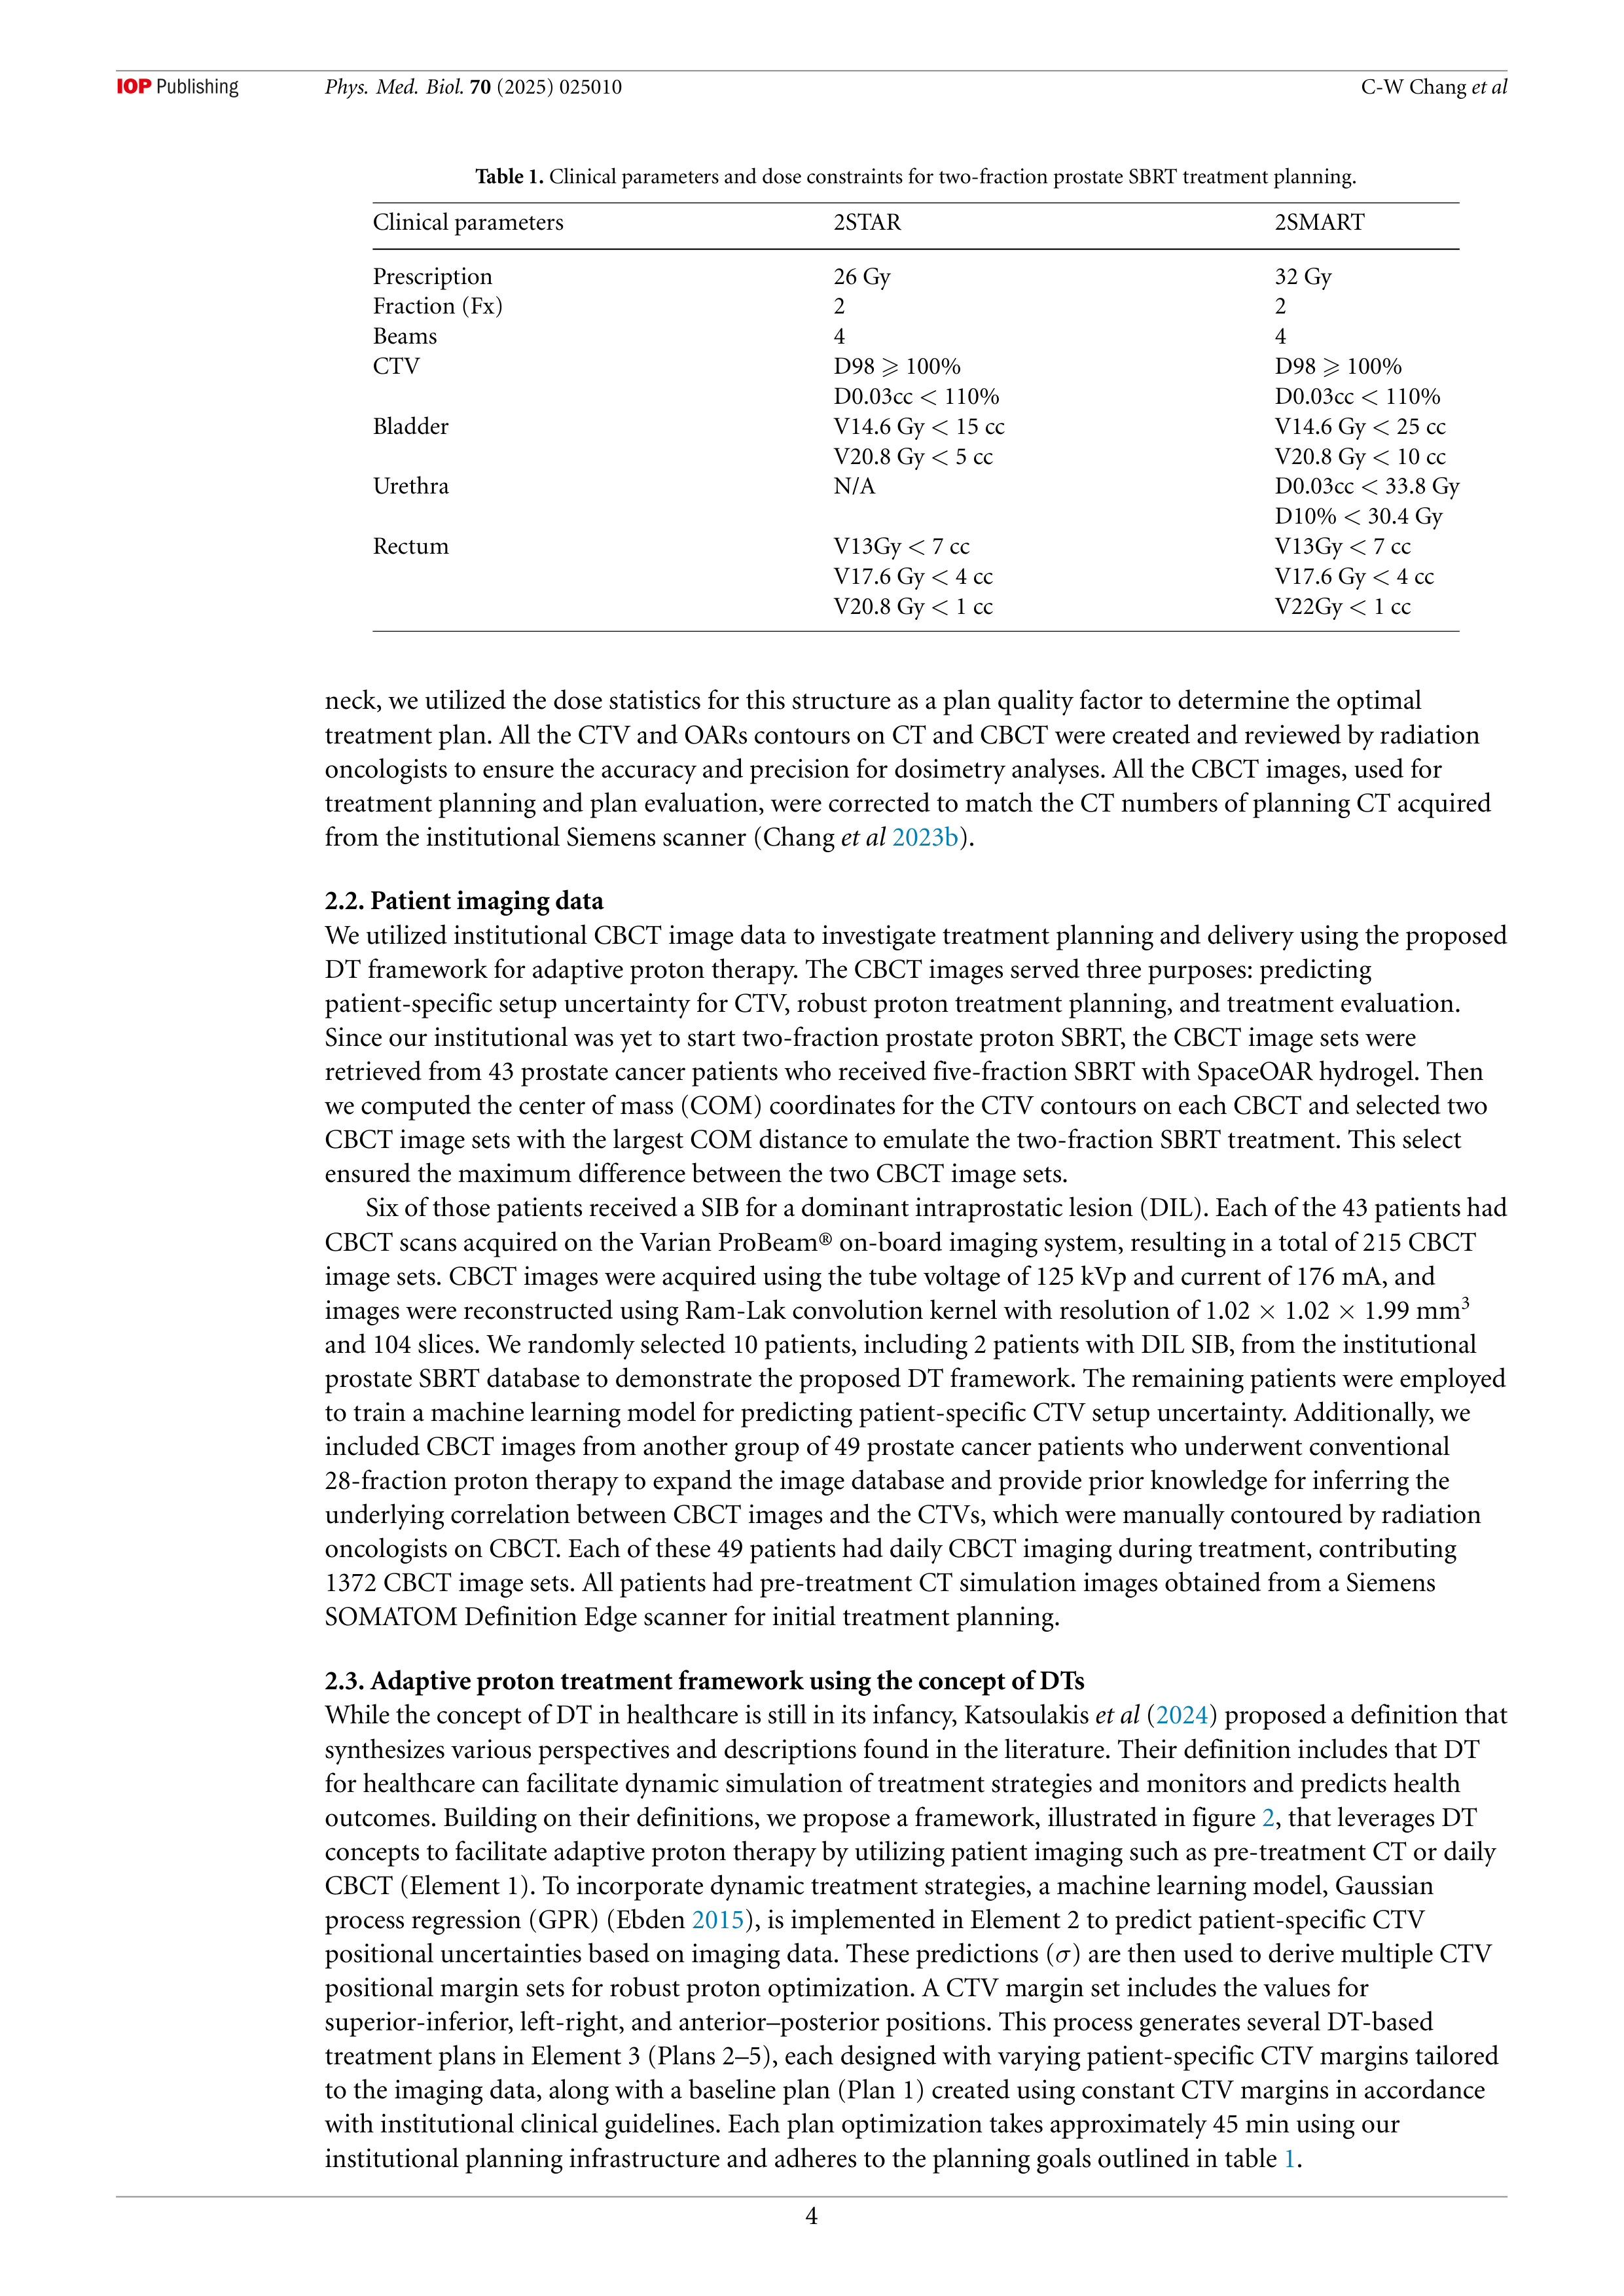 IOP Publishing Phys. Med. Biol. 70 (2025) 025010 C-W Chang et al
Table 1. Clinical parameters and dose constraints for two-fraction prostate SBRT treatment planning.
Clinical parameters 2STAR 2SMART
Prescription 26 Gy 32 Gy
Fraction (Fx) 2 2
Beams 4 4
CTV D98 ⩾ 100% D98 ⩾ 100%
D0.03cc < 110% D0.03cc < 110%
Bladder V14.6 Gy < 15 cc V14.6 Gy < 25 cc
V20.8 Gy < 5 cc V20.8 Gy < 10 cc
Urethra N/A D0.03cc < 33.8 Gy
D10% < 30.4 Gy
Rectum V13Gy < 7 cc V13Gy < 7 cc
V17.6 Gy < 4 cc V17.6 Gy < 4 cc
V20.8 Gy < 1 cc V22Gy < 1 cc
neck, we utilized the dose statistics for this structure as a plan quality factor to determine the optimal
treatment plan. All the CTV and OARs contours on CT and CBCT were created and reviewed by radiation
oncologists to ensure the accuracy and precision for dosimetry analyses. All the CBCT images, used for
treatment planning and plan evaluation, were corrected to match the CT numbers of planning CT acquired
from the institutional Siemens scanner (Chang et al 2023b).
2.2. Patient imaging data
We utilized institutional CBCT image data to investigate treatment planning and delivery using the proposed
DT framework for adaptive proton therapy. The CBCT images served three purposes: predicting
patient-specific setup uncertainty for CTV, robust proton treatment planning, and treatment evaluation.
Since our institutional was yet to start two-fraction prostate proton SBRT, the CBCT image sets were
retrieved from 43 prostate cancer patients who received five-fraction SBRT with SpaceOAR hydrogel. Then
we computed the center of mass (COM) coordinates for the CTV contours on each CBCT and selected two
CBCT image sets with the largest COM distance to emulate the two-fraction SBRT treatment. This select
ensured the maximum difference between the two CBCT image sets.
Six of those patients received a SIB for a dominant intraprostatic lesion (DIL). Each of the 43 patients had
CBCT scans acquired on the Varian ProBeam® on-board imaging system, resulting in a total of 215 CBCT
image sets. CBCT images were acquired using the tube voltage of 125 kVp and current of 176 mA, and
images were reconstructed using Ram-Lak convolution kernel with resolution of 1.02 × 1.02 × 1.99 mm³
and 104 slices. We randomly selected 10 patients, including 2 patients with DIL SIB, from the institutional
prostate SBRT database to demonstrate the proposed DT framework. The remaining patients were employed
to train a machine learning model for predicting patient-specific CTV setup uncertainty. Additionally, we
included CBCT images from another group of 49 prostate cancer patients who underwent conventional
28-fraction proton therapy to expand the image database and provide prior knowledge for inferring the
underlying correlation between CBCT images and the CTVs, which were manually contoured by radiation
oncologists on CBCT. Each of these 49 patients had daily CBCT imaging during treatment, contributing
1372 CBCT image sets. All patients had pre-treatment CT simulation images obtained from a Siemens
SOMATOM Definition Edge scanner for initial treatment planning.
2.3. Adaptive proton treatment framework using the concept of DTs
While the concept of DT in healthcare is still in its infancy, Katsoulakis et al (2024) proposed a definition that
synthesizes various perspectives and descriptions found in the literature. Their definition includes that DT
for healthcare can facilitate dynamic simulation of treatment strategies and monitors and predicts health
outcomes. Building on their definitions, we propose a framework, illustrated in figure 2, that leverages DT
concepts to facilitate adaptive proton therapy by utilizing patient imaging such as pre-treatment CT or daily
CBCT (Element 1). To incorporate dynamic treatment strategies, a machine learning model, Gaussian
process regression (GPR) (Ebden 2015), is implemented in Element 2 to predict patient-specific CTV
positional uncertainties based on imaging data. These predictions (σ) are then used to derive multiple CTV
positional margin sets for robust proton optimization. A CTV margin set includes the values for
superior-inferior, left-right, and anterior–posterior positions. This process generates several DT-based
treatment plans in Element 3 (Plans 2–5), each designed with varying patient-specific CTV margins tailored
to the imaging data, along with a baseline plan (Plan 1) created using constant CTV margins in accordance
with institutional clinical guidelines. Each plan optimization takes approximately 45 min using our
institutional planning infrastructure and adheres to the planning goals outlined in table 1.
4